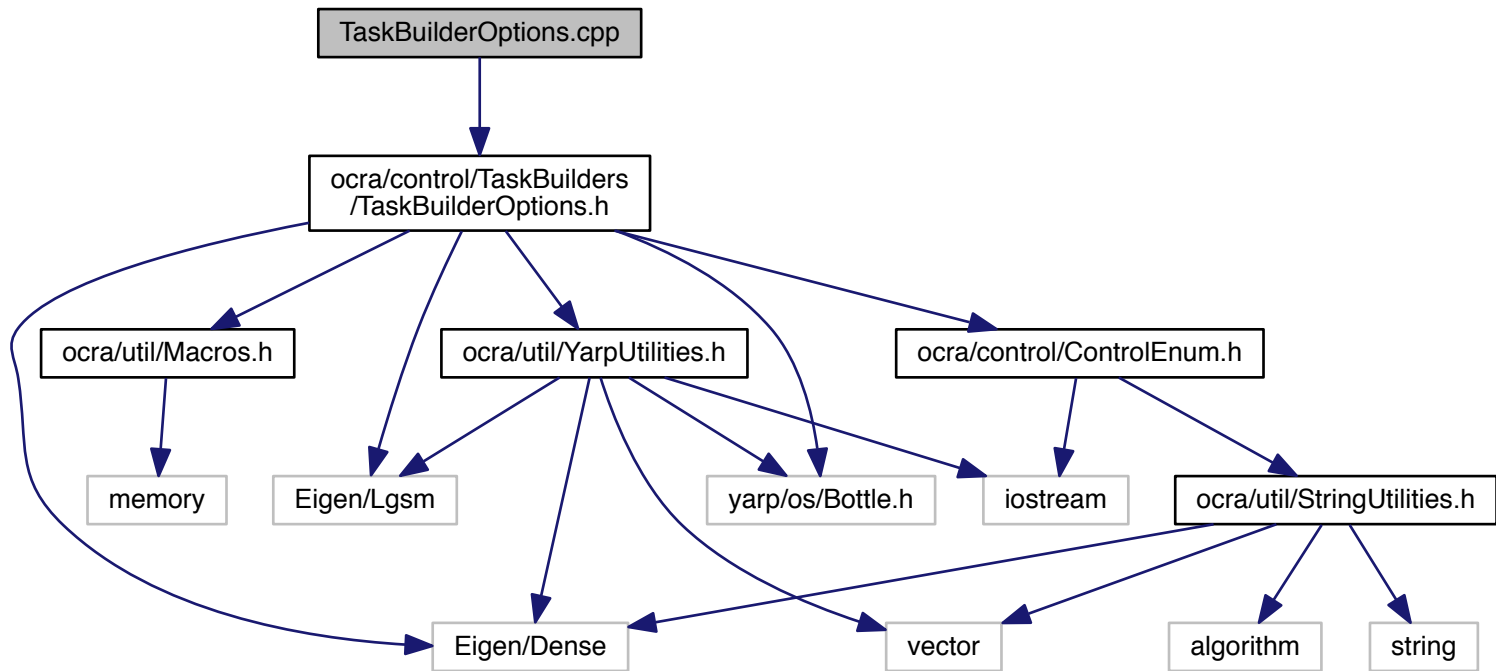 TaskBuilderOptions.cpp
ocra/control/TaskBuilders
/TaskBuilderOptions.h
ocra/util/Macros.h
ocra/util/YarpUtilities.h
ocra/control/ControlEnum.h
memory
Eigen/Lgsm
yarp/os/Bottle.h
iostream
ocra/util/StringUtilities.h
Eigen/Dense
vector
algorithm
string